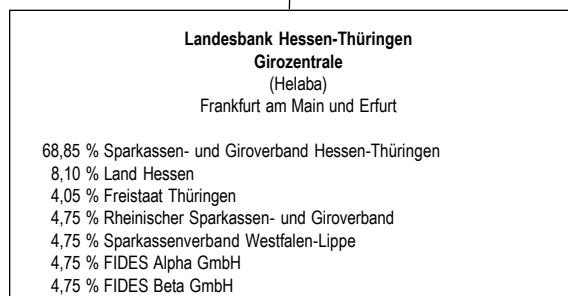 Landesbank Hessen-Thüringen
Girozentrale
(Helaba)
Frankfurt am Main und Erfurt
68,85 % Sparkassen- und Giroverband Hessen-Thüringen
8,10 % Land Hessen
4,05 % Freistaat Thüringen
4,75 % Rheinischer Sparkassen- und Giroverband
4,75 % Sparkassenverband Westfalen-Lippe
4,75 % FIDES Alpha GmbH
4,75 % FIDES Beta GmbH